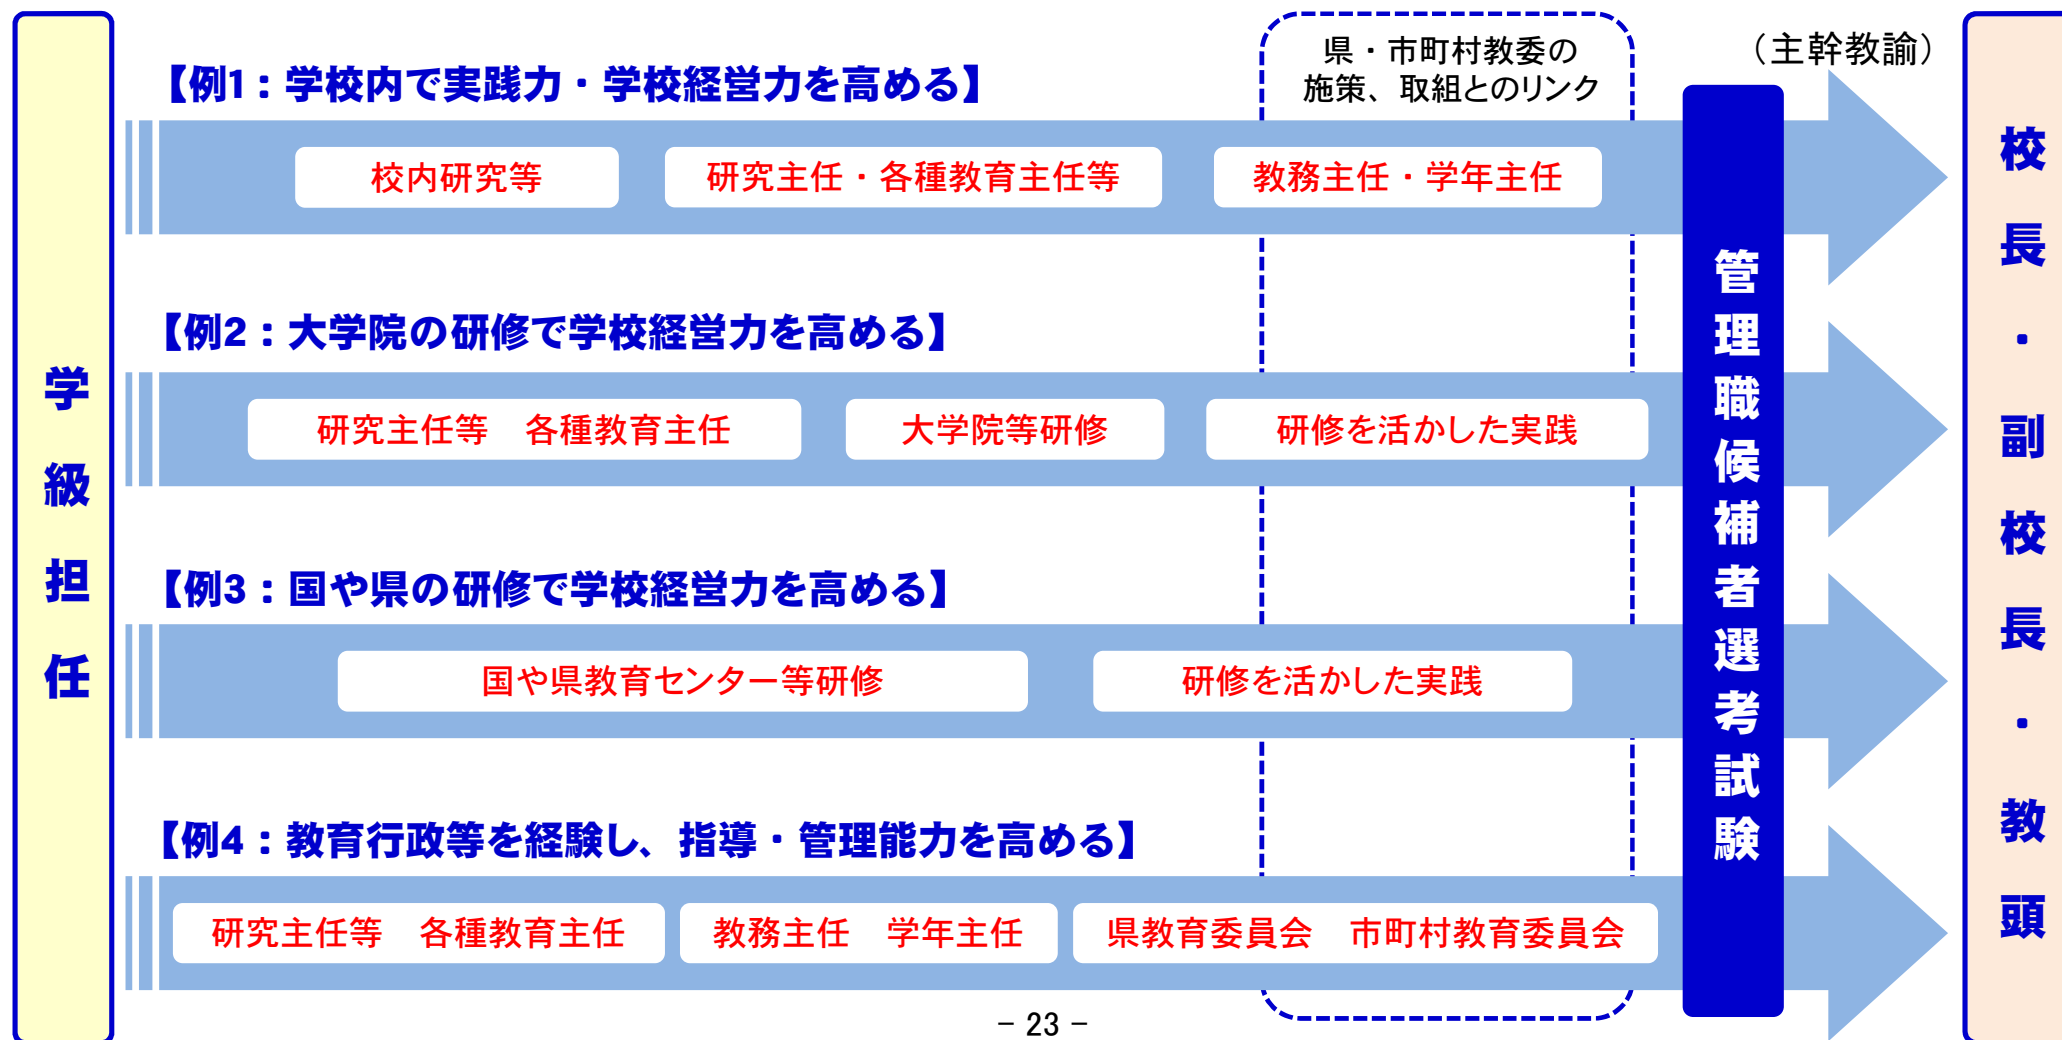 学級担任
【例1：学校内で実践力・学校経営力を高める】
県・市町村教委の
施策、取組とのリンク
（主幹教諭）
校内研究等
研究主任・各種教育主任等
教務主任・学年主任
【例2：大学院の研修で学校経営力を高める】
研究主任等　各種教育主任
大学院等研修
研修を活かした実践
【例3：国や県の研修で学校経営力を高める】
国や県教育センター等研修
研修を活かした実践
【例4：教育行政等を経験し、指導・管理能力を高める】
研究主任等　各種教育主任
教務主任　学年主任
県教育委員会　市町村教育委員会
管理職候補者選考試験
校長・副校長・教頭
− 23 −